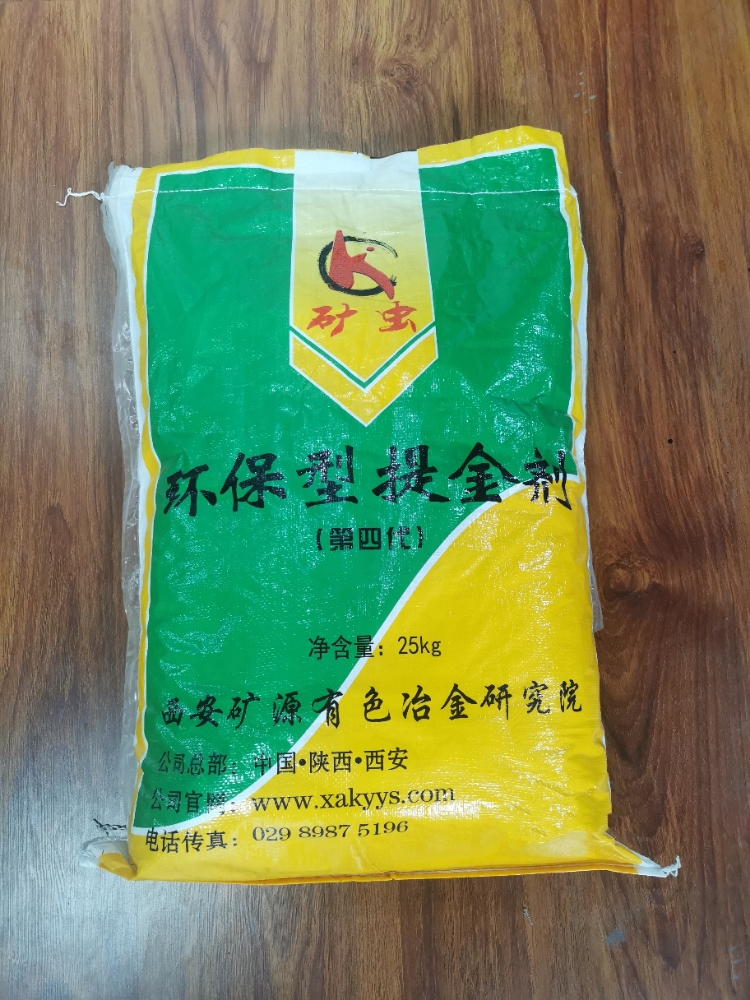 矿虫
环保型提金剂
（第四代）
净含量：25kg
西安矿源有色冶金研究院
公司总部：中国•陕西•西安
公司官网：www.xakyys.com
电话传真：029 8987 5196